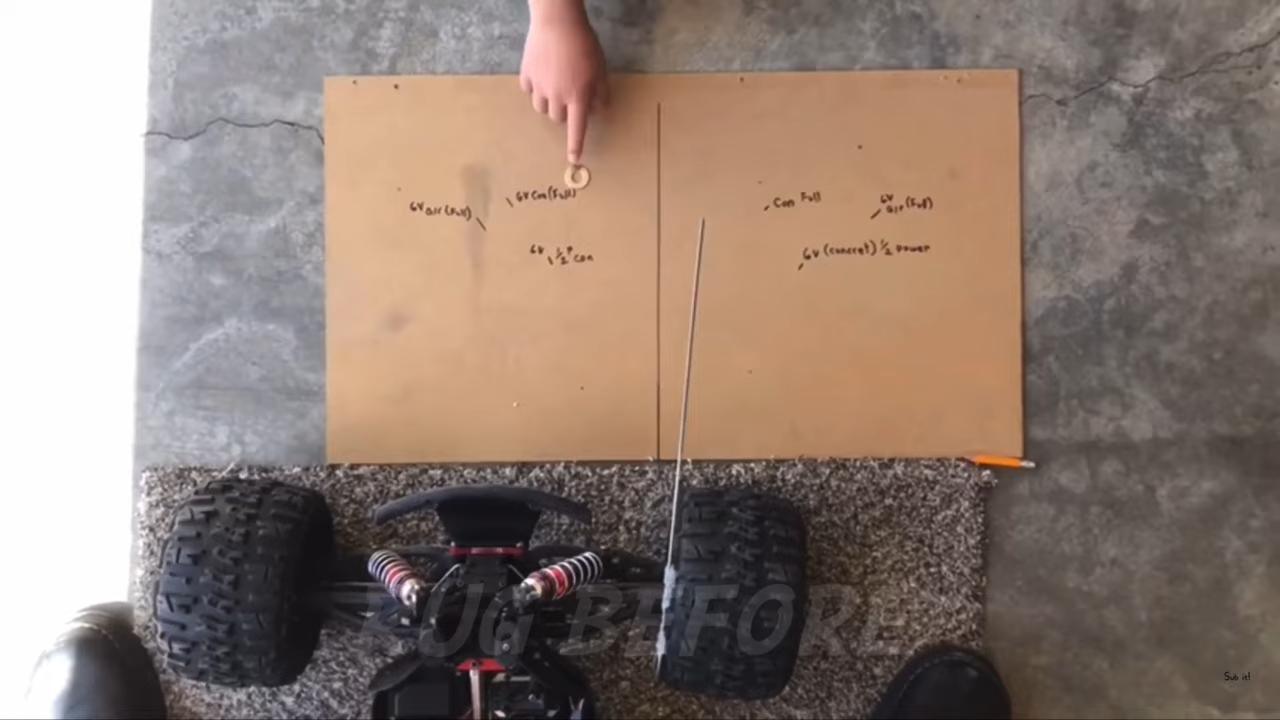 6V Con(Full)
6V air(Full)
6V 1/2 P con
Con Full
6V
air(Full)
6V (concret) 1/2 Power
RUG BEFORE
Sub it!